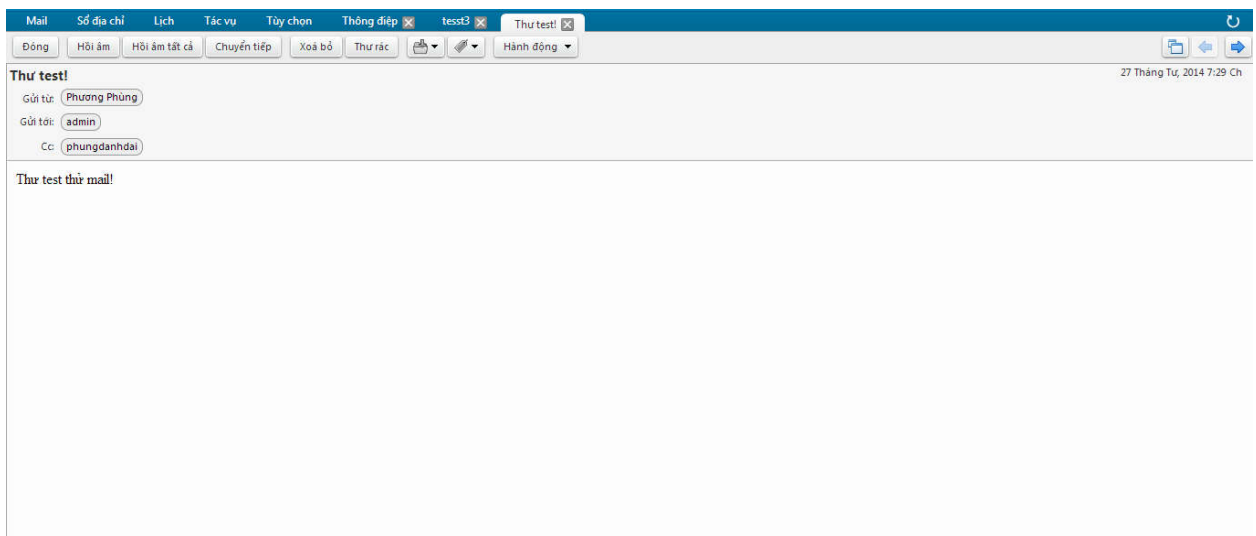 Mail Sổ địa chỉ Lịch Tác vụ Tùy chọn Thông điệp tesst3 Thư test!
Đóng Hồi âm Hồi âm tất cả Chuyển tiếp Xoá bỏ Thư rác Hành động
Thư test! 27 Tháng Tư, 2014 7:29 Ch
Gửi từ: Phương Phùng
Gửi tới: admin
Cc: phungdanhdai
Thư test thử mail!